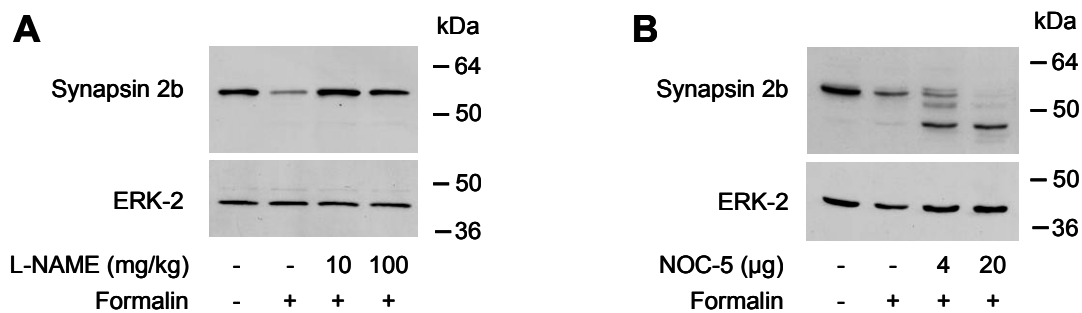 A
kDa
64
Synapsin 2b
50
50
ERK-2
36
L-NAME (mg/kg) - - 10 100
Formalin - + + +
B
kDa
64
Synapsin 2b
50
50
ERK-2
36
NOC-5 (µg) - - 4 20
Formalin - + + +